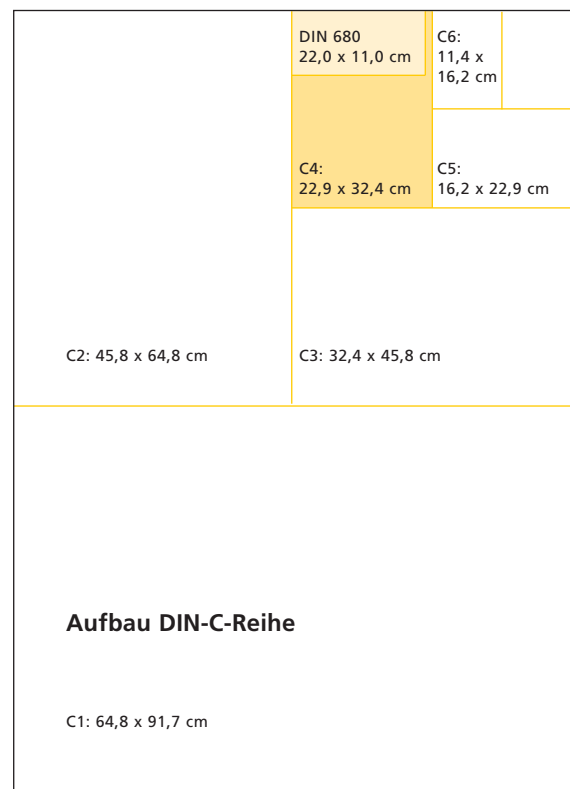 DIN 680
22,0 x 11,0 cm
C6:
11,4 x
16,2 cm
C4:
22,9 x 32,4 cm
C5:
16,2 x 22,9 cm
C2: 45,8 x 64,8 cm
C3: 32,4 x 45,8 cm
Aufbau DIN-C-Reihe
C1: 64,8 x 91,7 cm